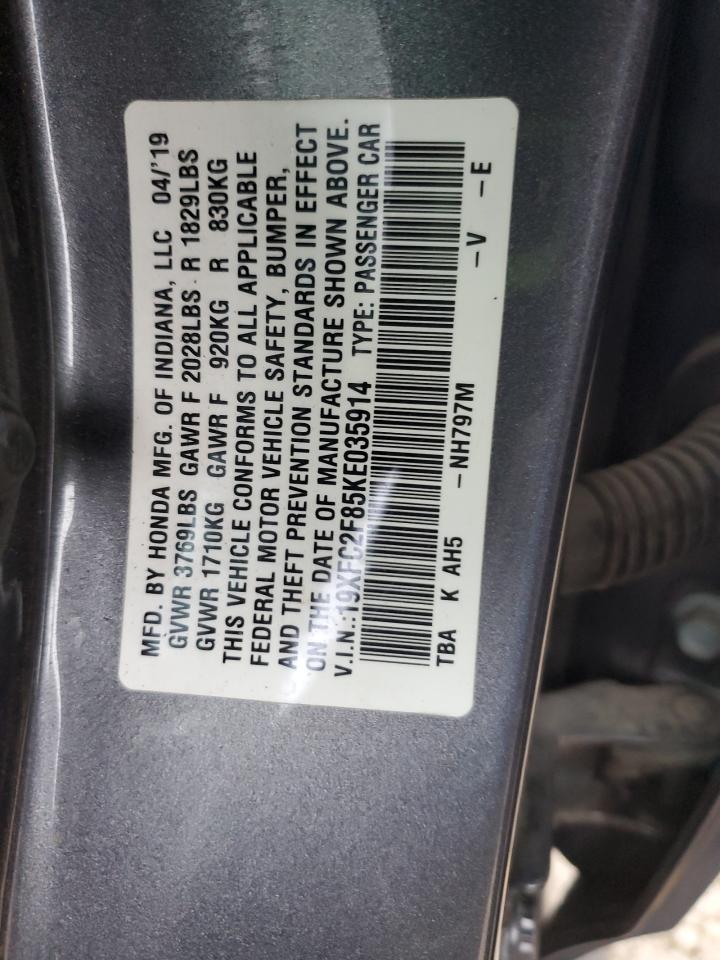 MFD. BY HONDA MFG. OF INDIANA, LLC 04/'19
GVWR 3769LBS GAWR F 2028LBS R 1829LBS
GVWR 1710KG GAWR F 920KG R 830KG
THIS VEHICLE CONFORMS TO ALL APPLICABLE
FEDERAL MOTOR VEHICLE SAFETY, BUMPER,
AND THEFT PREVENTION STANDARDS IN EFFECT
ON THE DATE OF MANUFACTURE SHOWN ABOVE.
V.I.N.:19XFC2F85KE035914 TYPE: PASSENGER CAR
TBA K AH5 -NH797M -V -E